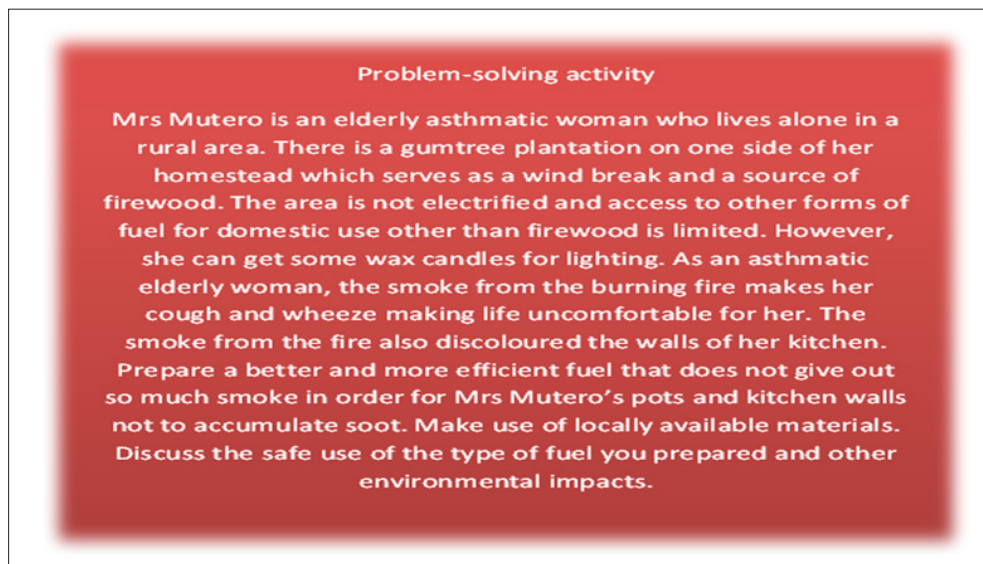 Problem-solving activity
Mrs Mutero is an elderly asthmatic woman who lives alone in a
rural area. There is a gumtree plantation on one side of her
homestead which serves as a wind break and a source of
firewood. The area is not electrified and access to other forms of
fuel for domestic use other than firewood is limited. However,
she can get some wax candles for lighting. As an asthmatic
elderly woman, the smoke from the burning fire makes her
cough and wheeze making life uncomfortable for her. The
smoke from the fire also discoloured the walls of her kitchen.
Prepare a better and more efficient fuel that does not give out
so much smoke in order for Mrs Mutero’s pots and kitchen walls
not to accumulate soot. Make use of locally available materials.
Discuss the safe use of the type of fuel you prepared and other
environmental impacts.